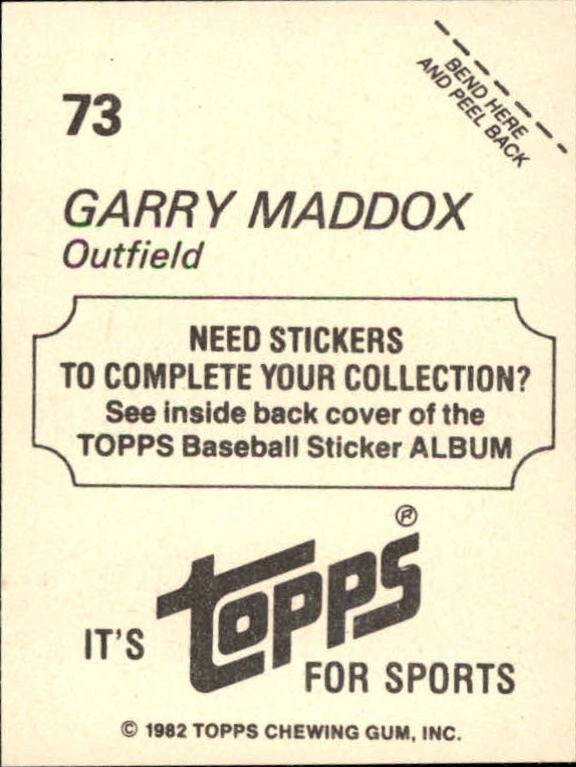 BEND HERE
AND PEEL BACK
73
GARRY MADDOX
Outfield
NEED STICKERS
TO COMPLETE YOUR COLLECTION?
See inside back cover of the
TOPPS Baseball Sticker ALBUM
IT'S topps®
FOR SPORTS
© 1982 TOPPS CHEWING GUM, INC.